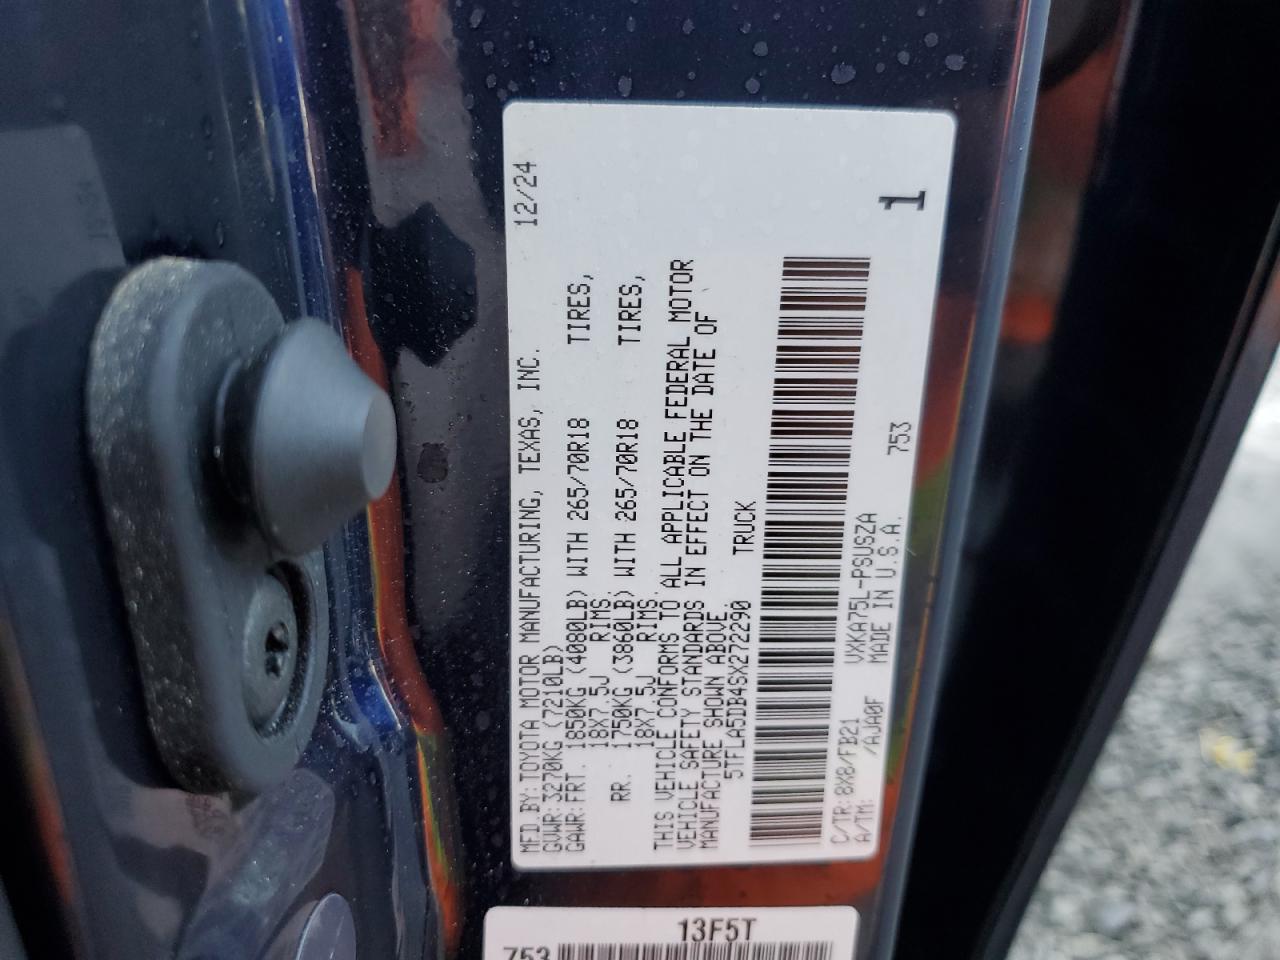 12/24
MFD.BY:TOYOTA MOTOR MANUFACTURING, TEXAS, INC.
GVWR:3270KG (7210LB)
GAWR:FRT. 1850KG (4080LB) WITH 265/70R18 TIRES,
18X7.5J RIMS.
RR. 1750KG (3860LB) WITH 265/70R18 TIRES,
18X7.5J RIMS.
THIS VEHICLE CONFORMS TO ALL APPLICABLE FEDERAL MOTOR
VEHICLE SAFETY STANDARDS IN EFFECT ON THE DATE OF
MANUFACTURE SHOWN ABOVE.
5TFLA5DB4SX272290 TRUCK
C/TR:8X8/FB21 VXKA75L-PSUSZA
A/TM: /AJA0F MADE IN U.S.A. 753
1
13F5T
753